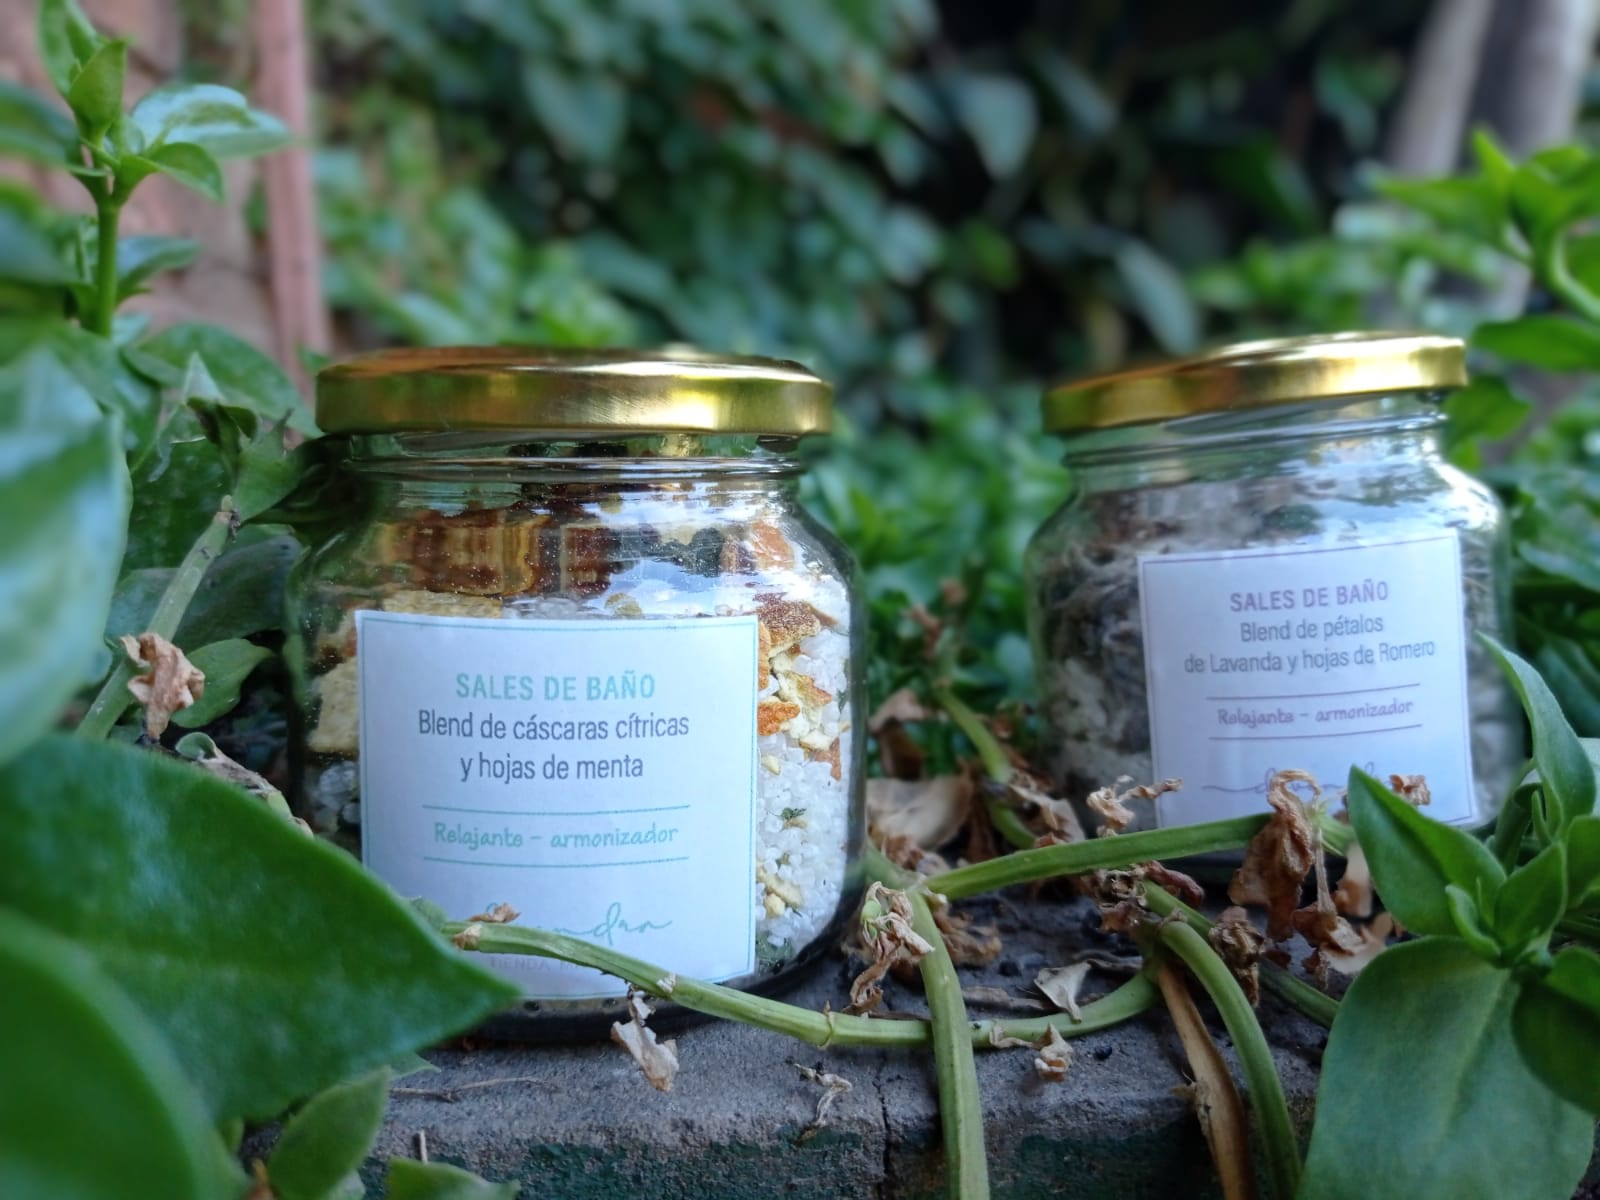 SALES DE BAÑO
Blend de cáscaras cítricas
y hojas de menta
Relajante - armonizador
TIENDA
SALES DE BAÑO
Blend de pétalos
de Lavanda y hojas de Romero
Relajante - armonizador